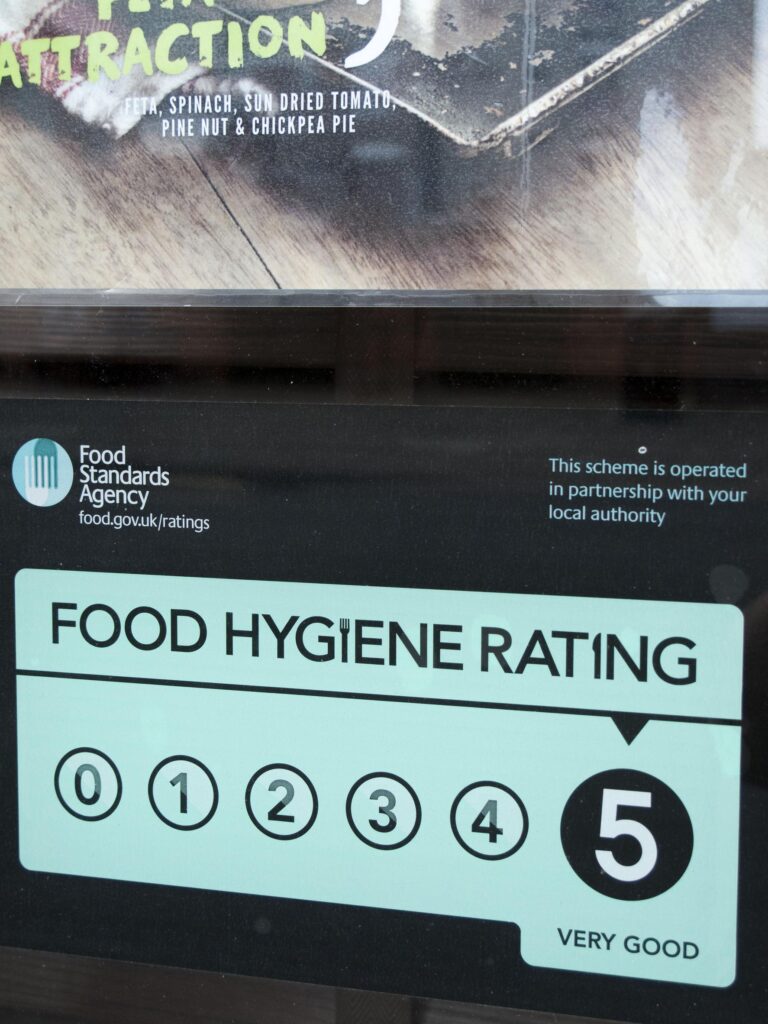 ATTRACTION
FETA, SPINACH, SUN DRIED TOMATO,
PINE NUT & CHICKPEA PIE
Food
Standards
Agency
food.gov.uk/ratings
This scheme is operated
in partnership with your
local authority
FOOD HYGIENE RATING
0 1 2 3 4 5
VERY GOOD